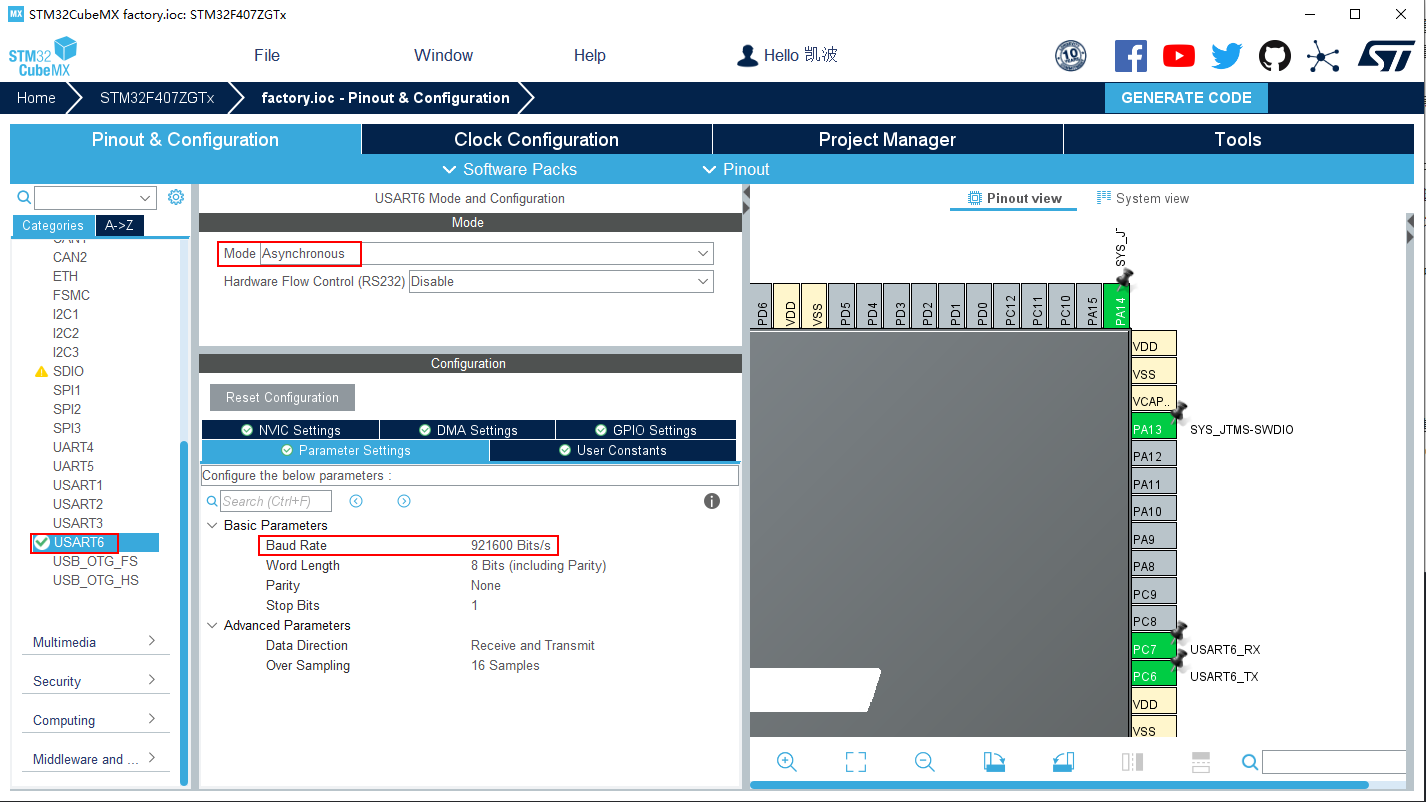 MX STM32CubeMX factory.ioc: STM32F407ZGTx
STM32
CubeMX
File Window Help Hello 凯波
10
Home STM32F407ZGTx factory.ioc - Pinout & Configuration GENERATE CODE
Pinout & Configuration Clock Configuration Project Manager Tools
Software Packs Pinout
Categories A->Z
CAN1
CAN2
ETH
FSMC
I2C1
I2C2
I2C3
SDIO
SPI1
SPI2
SPI3
UART4
UART5
USART1
USART2
USART3
USART6
USB_OTG_FS
USB_OTG_HS
Multimedia
Security
Computing
Middleware and ...
USART6 Mode and Configuration
Mode
Mode Asynchronous
Hardware Flow Control (RS232) Disable
Configuration
Reset Configuration
NVIC Settings DMA Settings GPIO Settings
Parameter Settings User Constants
Configure the below parameters :
Search (Ctrl+F)
Basic Parameters
Baud Rate 921600 Bits/s
Word Length 8 Bits (including Parity)
Parity None
Stop Bits 1
Advanced Parameters
Data Direction Receive and Transmit
Over Sampling 16 Samples
Pinout view System view
SYS_J
PD6 VDD VSS PD5 PD4 PD3 PD2 PD1 PD0 PC12 PC11 PC10 PA15 PA14
VDD
VSS
VCAP..
PA13 SYS_JTMS-SWDIO
PA12
PA11
PA10
PA9
PA8
PC9
PC8
PC7 USART6_RX
PC6 USART6_TX
VDD
VSS